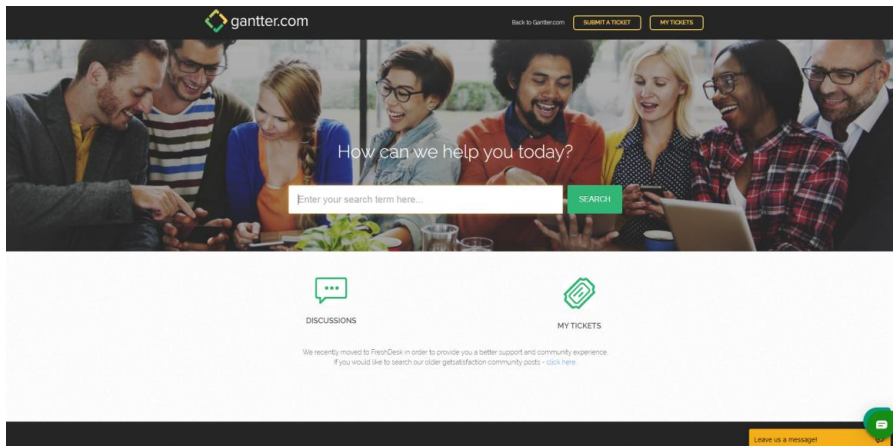 gantter.com
Back to Gantter.com
SUBMIT A TICKET
MY TICKETS
How can we help you today?
Enter your search term here...
SEARCH
DISCUSSIONS
MY TICKETS
We recently moved to FreshDesk in order to provide you a better support and community experience.
If you would like to search our older getsatisfaction community posts - click here.
Leave us a message!